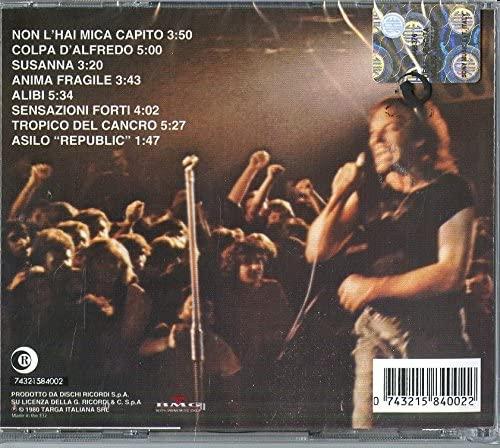 NON L'HAI MICA CAPITO 3:50
COLPA D'ALFREDO 5:00
SUSANNA 3:20
ANIMA FRAGILE 3:43
ALIBI 5:34
SENSAZIONI FORTI 4:02
TROPICO DEL CANCRO 5:27
ASILO "REPUBLIC" 1:47
R
74321384002
PRODOTTO DA DISCHI RICORDI S.p.A.
SU LICENZA DELLA G. RICORDI & C. S.p.A
℗ © 1980 TARGA ITALIANA SRL
BMG
0 743215 840022